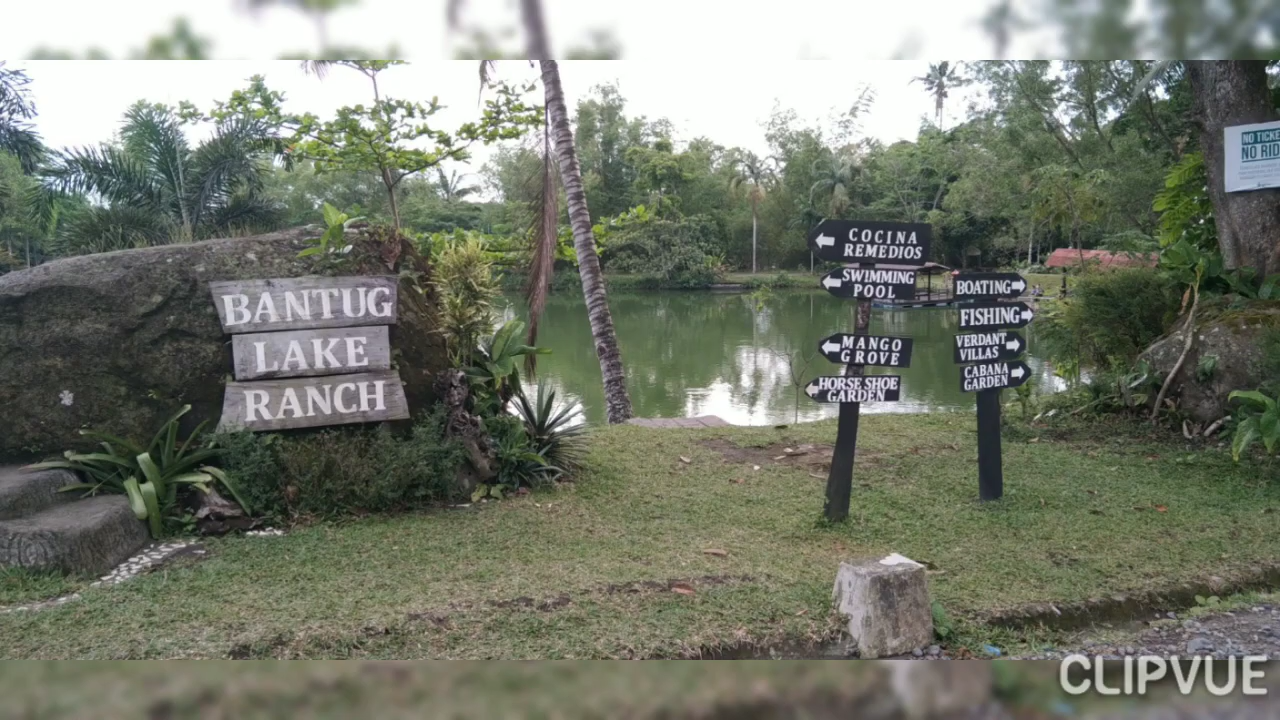 BANTUG
LAKE
RANCH
COCINA
REMEDIOS
SWIMMING
POOL
MANGO
GROVE
HORSE SHOE
GARDEN
BOATING
FISHING
VERDANT
VILLAS
CABANA
GARDEN
NO TICKE
NO RID
CLIPVUE